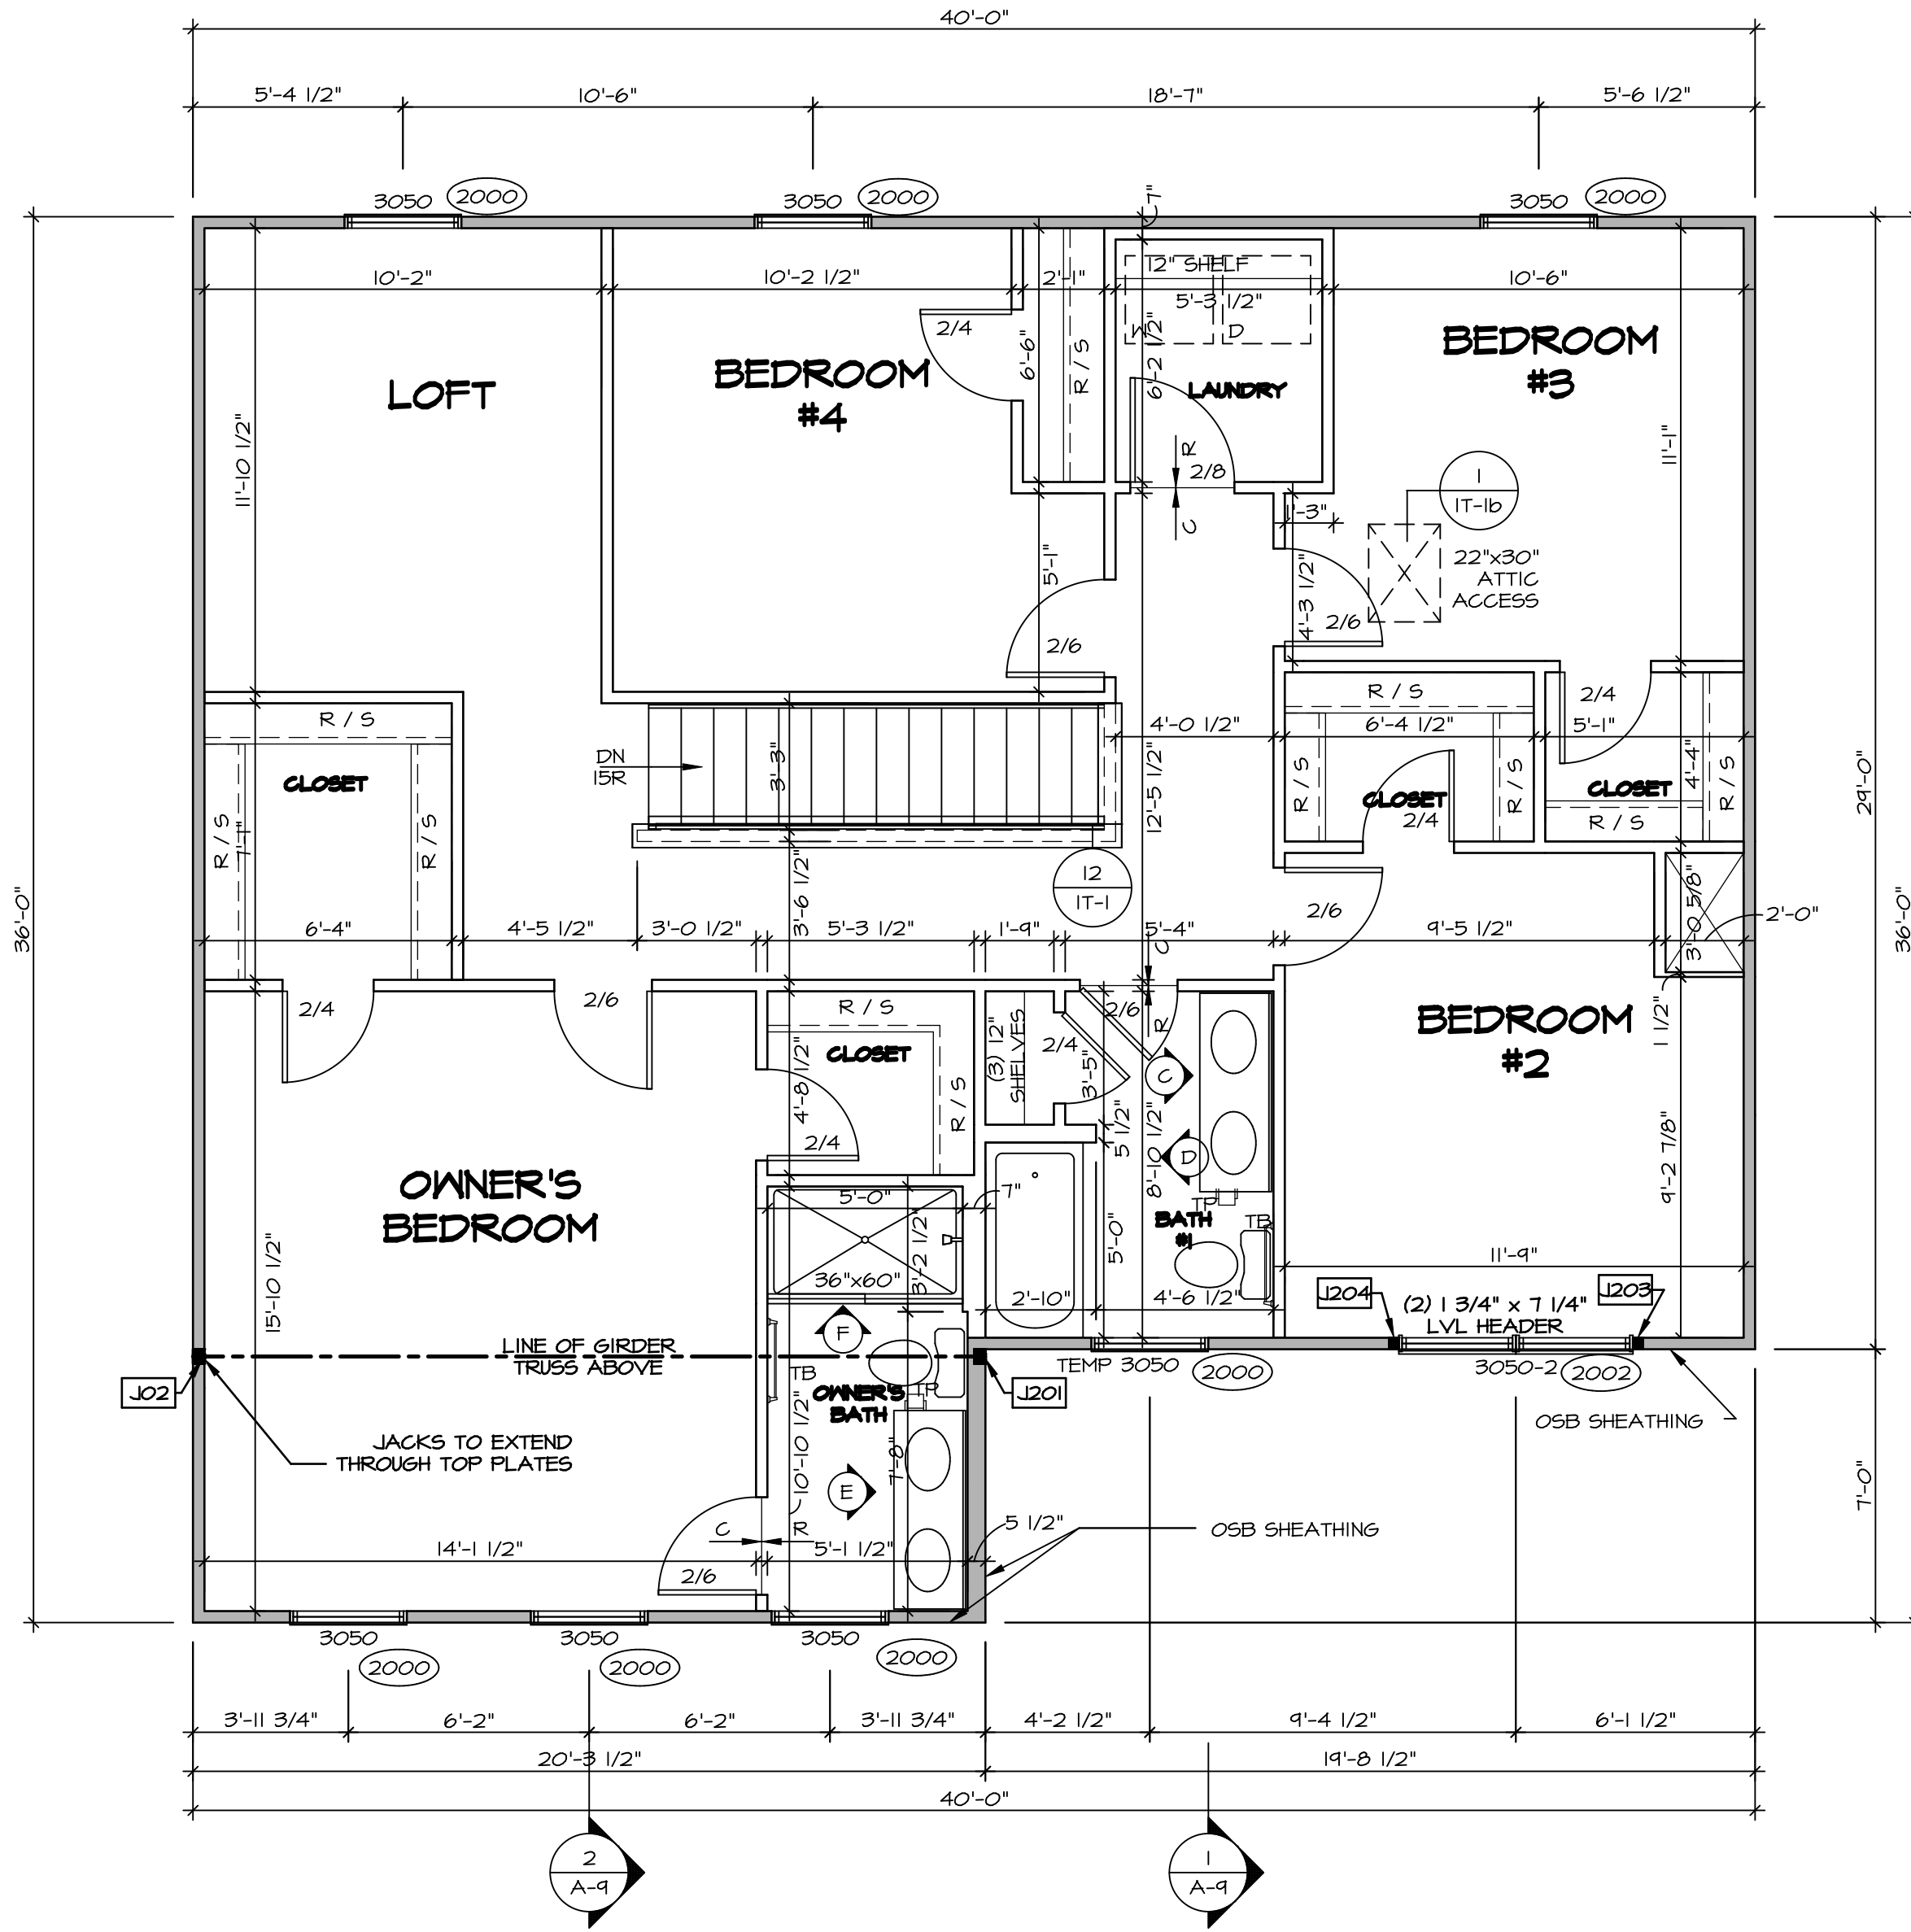 40'-0"
5'-4 1/2" 10'-6" 18'-7" 5'-6 1/2"
3050 2000 3050 2000 3050 2000
7"
12" SHELF
10'-2" 10'-2 1/2" 2'-1" 10'-6"
5'-3 1/2"
2/4 W D
BEDROOM
#3
6'-6" 6'-2 1/2"
R / S
BEDROOM
#4
LOFT
LAUNDRY
11'-10 1/2" 11'-1"
R
2/8
C
1
1T-1b
1'-3"
22"x30"
ATTIC
ACCESS
5'-1" 4'-3 1/2"
2/6 2/6
R / S R / S 2/4
4'-0 1/2" 6'-4 1/2" 5'-1"
DN
15R
3' 3"
12'-5 1/2"
4'-4"
CLOSET CLOSET CLOSET
R / S R / S R / S R / S R / S
2/4 R / S
7'-1"
29'-0"
36'-0" 36'-0"
12
1T-1
3'-6 1/2"
3'-0 5/8"
2'-0"
2/6
6'-4" 4'-5 1/2" 3'-0 1/2" 5'-3 1/2" 1'-9" 5'-4" 9'-5 1/2"
C
2/4 2/6 R / S 2/6
R
1 1/2"
BEDROOM
#2
CLOSET
(3) 12"
SHELVES
2/4
3'-5"
C
4'-8 1/2"
R / S
2/4
5 1/2"
8'-10 1/2"
D
9'-2 7/8"
OWNER'S
BEDROOM
5'-0" 7"
TP
TB
BATH
#1
3'-2 1/2"
5'-0"
36"x60"
15'-10 1/2"
11'-9"
2'-10" 4'-6 1/2"
J204 J203
(2) 1 3/4" x 7 1/4"
LVL HEADER
F
LINE OF GIRDER
TRUSS ABOVE
TEMP 3050 2000 3050-2 2002
TB
TP
J02 J201
OWNER'S
BATH
OSB SHEATHING
JACKS TO EXTEND
THROUGH TOP PLATES
10'-10 1/2"
7'-8"
E
7'-0"
5 1/2"
OSB SHEATHING
C R
14'-1 1/2" 5'-1 1/2"
2/6
3050 3050 3050
2000 2000 2000
3'-11 3/4" 6'-2" 6'-2" 3'-11 3/4" 4'-2 1/2" 9'-4 1/2" 6'-1 1/2"
20'-3 1/2" 19'-8 1/2"
40'-0"
2 1
A-9 A-9